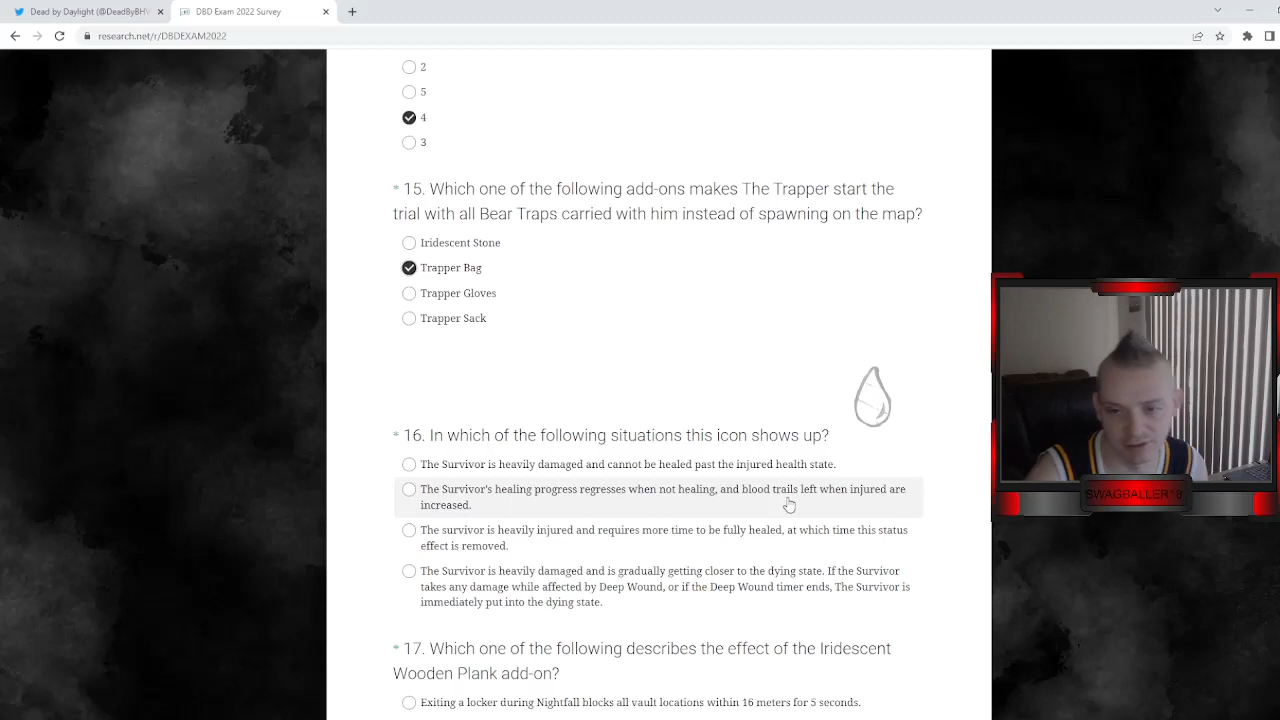 Dead by Daylight (@DeadByBHV
DBD Exam 2022 Survey
research.net/r/DBDEXAM2022
2
5
4
3
* 15. Which one of the following add-ons makes The Trapper start the
trial with all Bear Traps carried with him instead of spawning on the map?
Iridescent Stone
Trapper Bag
Trapper Gloves
Trapper Sack
* 16. In which of the following situations this icon shows up?
The Survivor is heavily damaged and cannot be healed past the injured health state.
The Survivor's healing progress regresses when not healing, and blood trails left when injured are
increased.
The survivor is heavily injured and requires more time to be fully healed, at which time this status
effect is removed.
The Survivor is heavily damaged and is gradually getting closer to the dying state. If the Survivor
takes any damage while affected by Deep Wound, or if the Deep Wound timer ends, The Survivor is
immediately put into the dying state.
* 17. Which one of the following describes the effect of the Iridescent
Wooden Plank add-on?
Exiting a locker during Nightfall blocks all vault locations within 16 meters for 5 seconds.
SWAGBALLER18